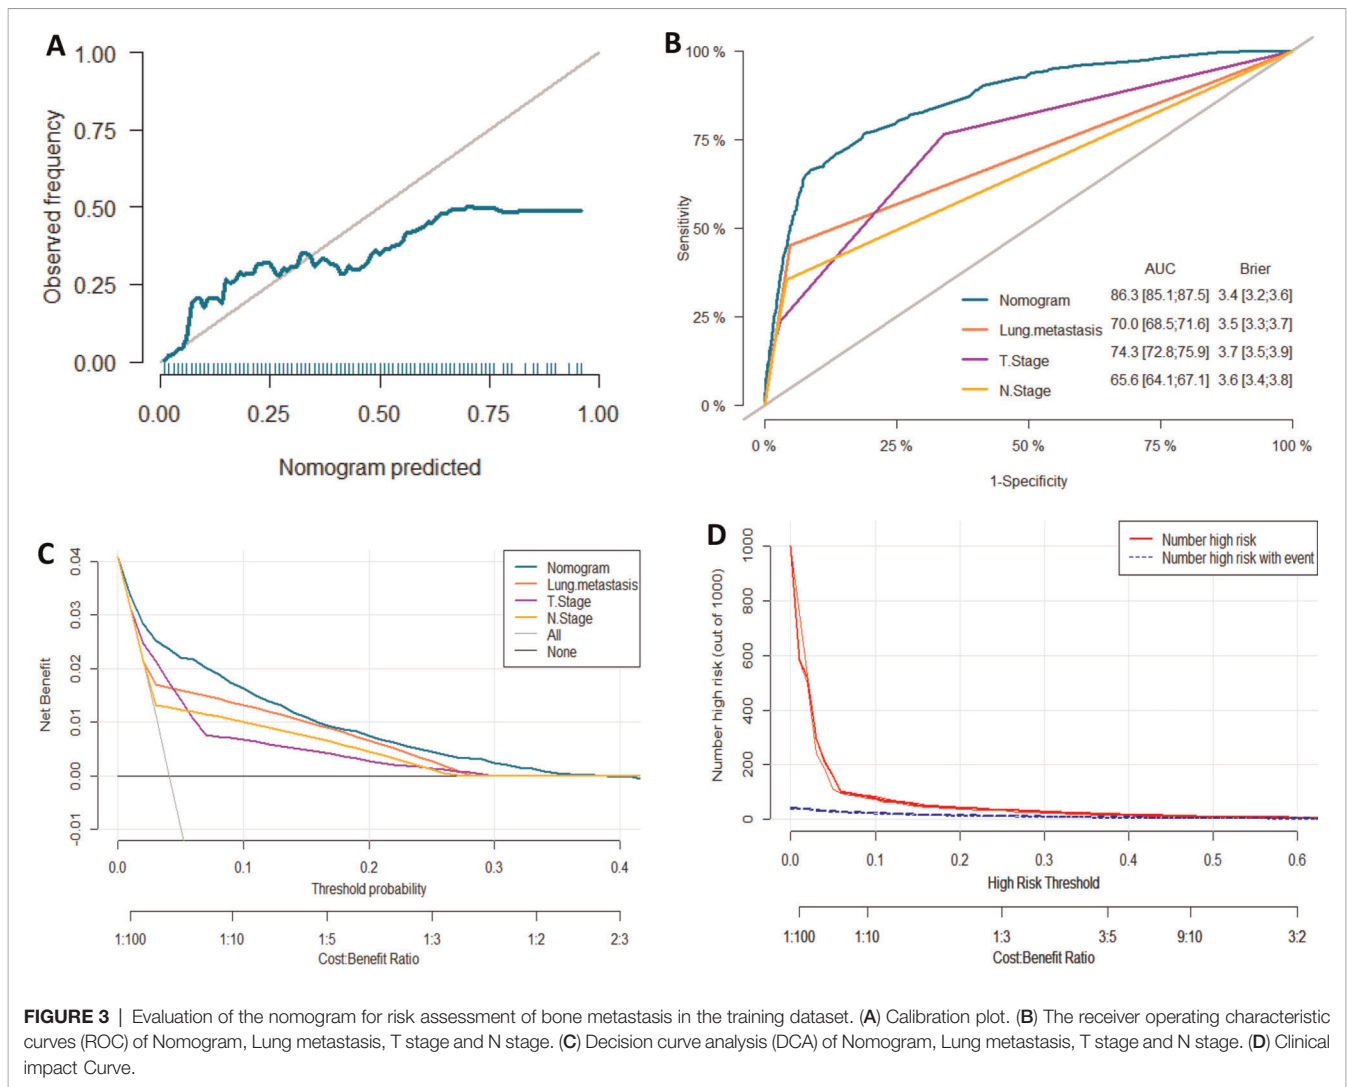 A
1.00
0.75
0.50
0.25
0.00
Observed frequency
0.00 0.25 0.50 0.75 1.00
Nomogram predicted
B
100 %
75 %
50 %
25 %
0 %
Sensitivity
AUC Brier
Nomogram 86.3 [85.1;87.5] 3.4 [3.2;3.6]
Lung.metastasis 70.0 [68.5;71.6] 3.5 [3.3;3.7]
T.Stage 74.3 [72.8;75.9] 3.7 [3.5;3.9]
N.Stage 65.6 [64.1;67.1] 3.6 [3.4;3.8]
0 % 25 % 50 % 75 % 100 %
1-Specificity
C
Net Benefit
0.04
0.03
0.02
0.01
0.00
-0.01
Nomogram
Lung.metastasis
T.Stage
N.Stage
All
None
0.0 0.1 0.2 0.3 0.4
Threshold probability
1:100 1:10 1:5 1:3 1:2 2:3
Cost:Benefit Ratio
D
Number high risk (out of 1000)
1000
800
600
400
200
0
Number high risk
Number high risk with event
0.0 0.1 0.2 0.3 0.4 0.5 0.6
High Risk Threshold
1:100 1:10 1:3 3:5 9:10 3:2
Cost:Benefit Ratio
FIGURE 3 | Evaluation of the nomogram for risk assessment of bone metastasis in the training dataset. (A) Calibration plot. (B) The receiver operating characteristic
curves (ROC) of Nomogram, Lung metastasis, T stage and N stage. (C) Decision curve analysis (DCA) of Nomogram, Lung metastasis, T stage and N stage. (D) Clinical
impact Curve.